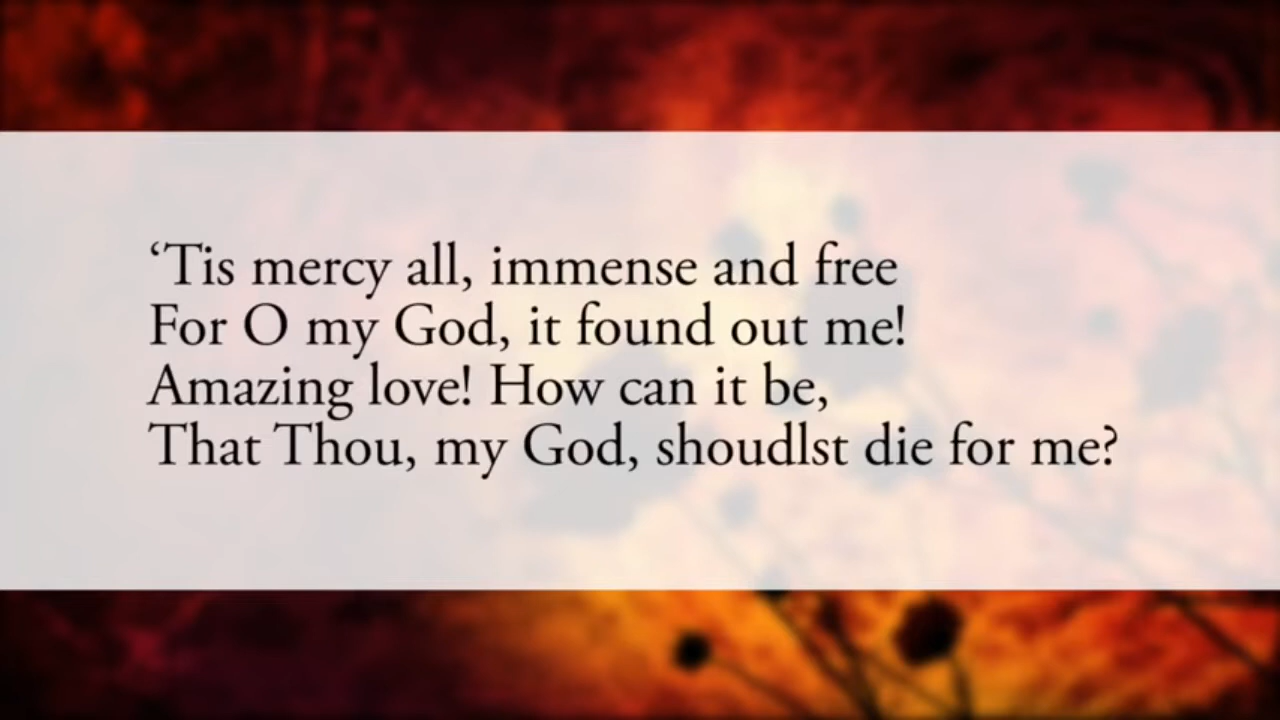 ‘Tis mercy all, immense and free
For O my God, it found out me!
Amazing love! How can it be,
That Thou, my God, shoudlst die for me?